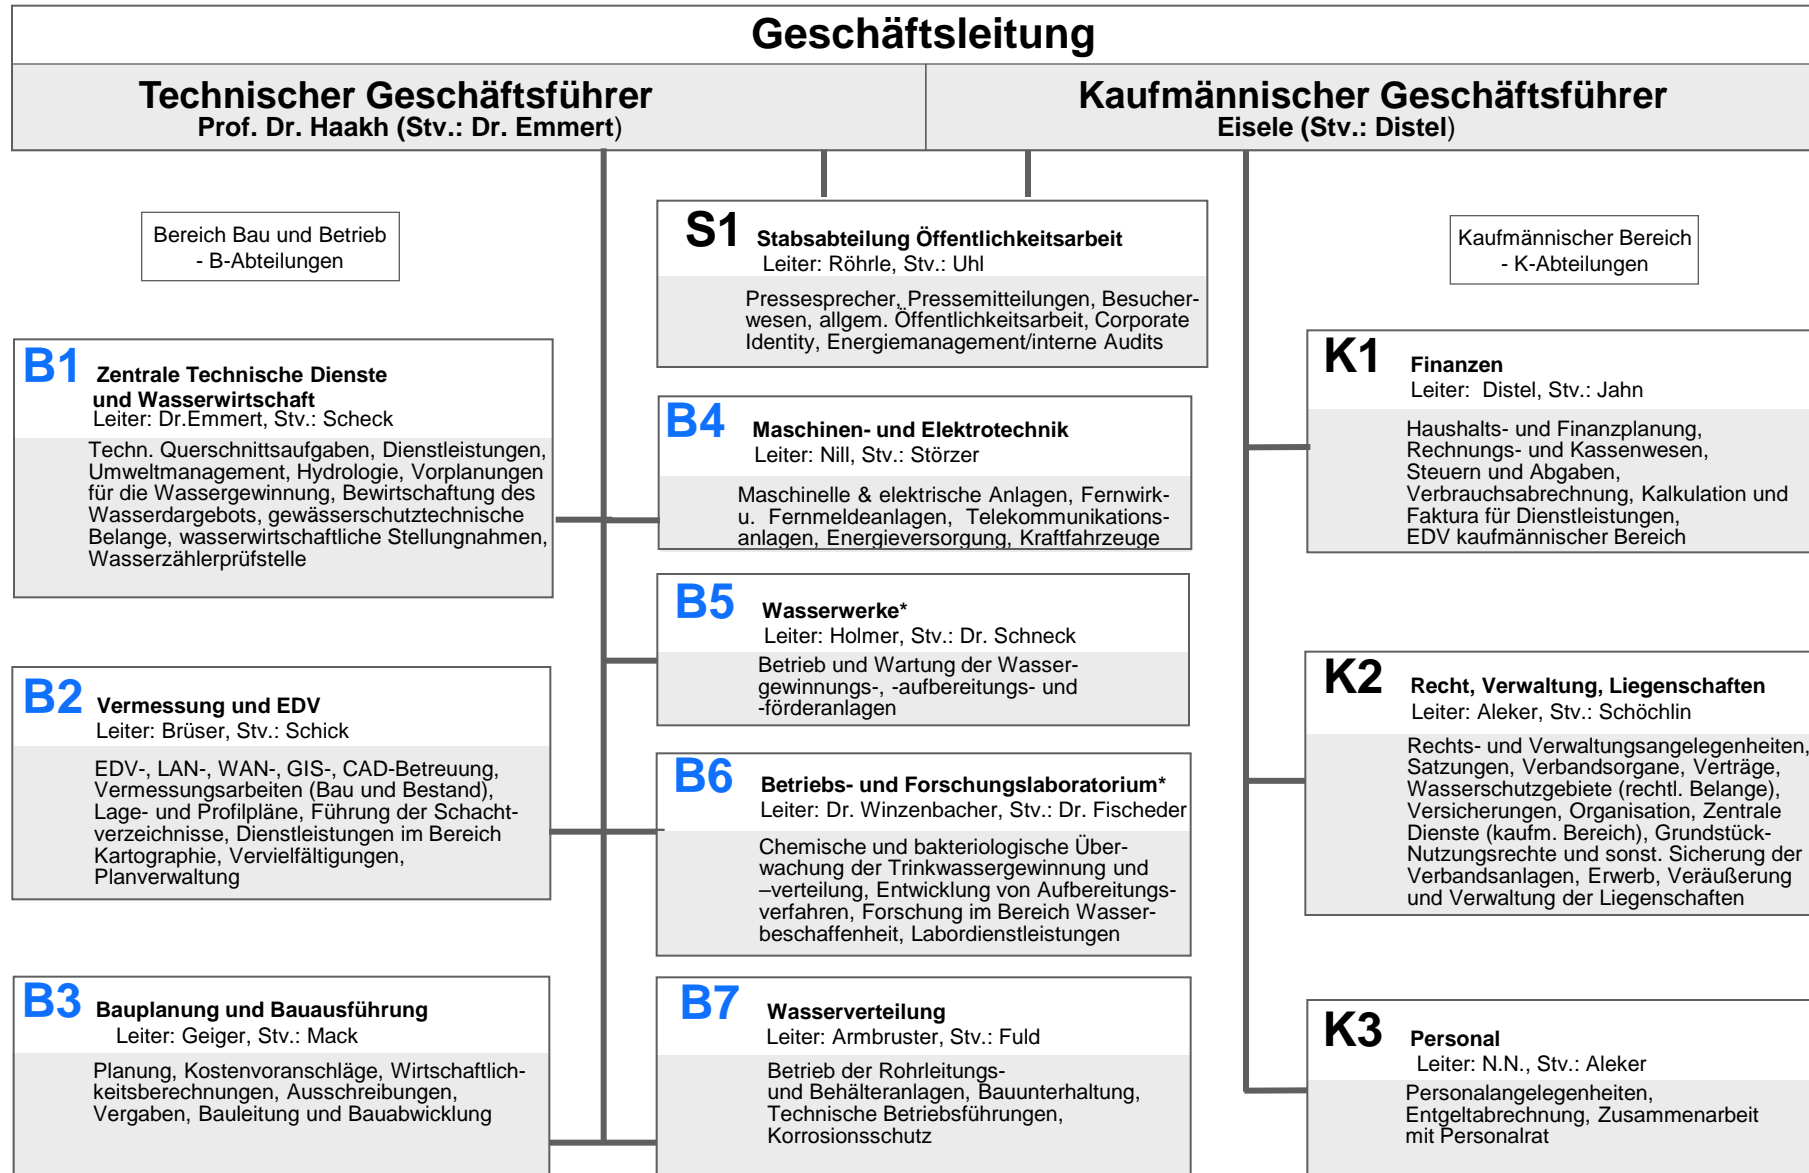 Geschäftsleitung
Technischer Geschäftsführer
Prof. Dr. Haakh (Stv.: Dr. Emmert)
Kaufmännischer Geschäftsführer
Eisele (Stv.: Distel)
Bereich Bau und Betrieb
- B-Abteilungen
S1 Stabsabteilung Öffentlichkeitsarbeit
Leiter: Röhrle, Stv.: Uhl
Pressesprecher, Pressemitteilungen, Besucher-
wesen, allgem. Öffentlichkeitsarbeit, Corporate
Identity, Energiemanagement/interne Audits
Kaufmännischer Bereich
- K-Abteilungen
B1 Zentrale Technische Dienste
und Wasserwirtschaft
Leiter: Dr.Emmert, Stv.: Scheck
Techn. Querschnittsaufgaben, Dienstleistungen,
Umweltmanagement, Hydrologie, Vorplanungen
für die Wassergewinnung, Bewirtschaftung des
Wasserdargebots, gewässerschutztechnische
Belange, wasserwirtschaftliche Stellungnahmen,
Wasserzählerprüfstelle
B4 Maschinen- und Elektrotechnik
Leiter: Nill, Stv.: Störzer
Maschinelle & elektrische Anlagen, Fernwirk-
u. Fernmeldeanlagen, Telekommunikations-
anlagen, Energieversorgung, Kraftfahrzeuge
K1 Finanzen
Leiter: Distel, Stv.: Jahn
Haushalts- und Finanzplanung,
Rechnungs- und Kassenwesen,
Steuern und Abgaben,
Verbrauchsabrechnung, Kalkulation und
Faktura für Dienstleistungen,
EDV kaufmännischer Bereich
B5 Wasserwerke*
Leiter: Holmer, Stv.: Dr. Schneck
Betrieb und Wartung der Wasser-
gewinnungs-, -aufbereitungs- und
-förderanlagen
B2 Vermessung und EDV
Leiter: Brüser, Stv.: Schick
EDV-, LAN-, WAN-, GIS-, CAD-Betreuung,
Vermessungsarbeiten (Bau und Bestand),
Lage- und Profilpläne, Führung der Schacht-
verzeichnisse, Dienstleistungen im Bereich
Kartographie, Vervielfältigungen,
Planverwaltung
B6 Betriebs- und Forschungslaboratorium*
Leiter: Dr. Winzenbacher, Stv.: Dr. Fischeder
Chemische und bakteriologische Über-
wachung der Trinkwassergewinnung und
–verteilung, Entwicklung von Aufbereitungs-
verfahren, Forschung im Bereich Wasser-
beschaffenheit, Labordienstleistungen
K2 Recht, Verwaltung, Liegenschaften
Leiter: Aleker, Stv.: Schöchlin
Rechts- und Verwaltungsangelegenheiten,
Satzungen, Verbandsorgane, Verträge,
Wasserschutzgebiete (rechtl. Belange),
Versicherungen, Organisation, Zentrale
Dienste (kaufm. Bereich), Grundstück-
Nutzungsrechte und sonst. Sicherung der
Verbandsanlagen, Erwerb, Veräußerung
und Verwaltung der Liegenschaften
B3 Bauplanung und Bauausführung
Leiter: Geiger, Stv.: Mack
Planung, Kostenvoranschläge, Wirtschaftlich-
keitsberechnungen, Ausschreibungen,
Vergaben, Bauleitung und Bauabwicklung
B7 Wasserverteilung
Leiter: Armbruster, Stv.: Fuld
Betrieb der Rohrleitungs-
und Behälteranlagen, Bauunterhaltung,
Technische Betriebsführungen,
Korrosionsschutz
K3 Personal
Leiter: N.N., Stv.: Aleker
Personalangelegenheiten,
Entgeltabrechnung, Zusammenarbeit
mit Personalrat